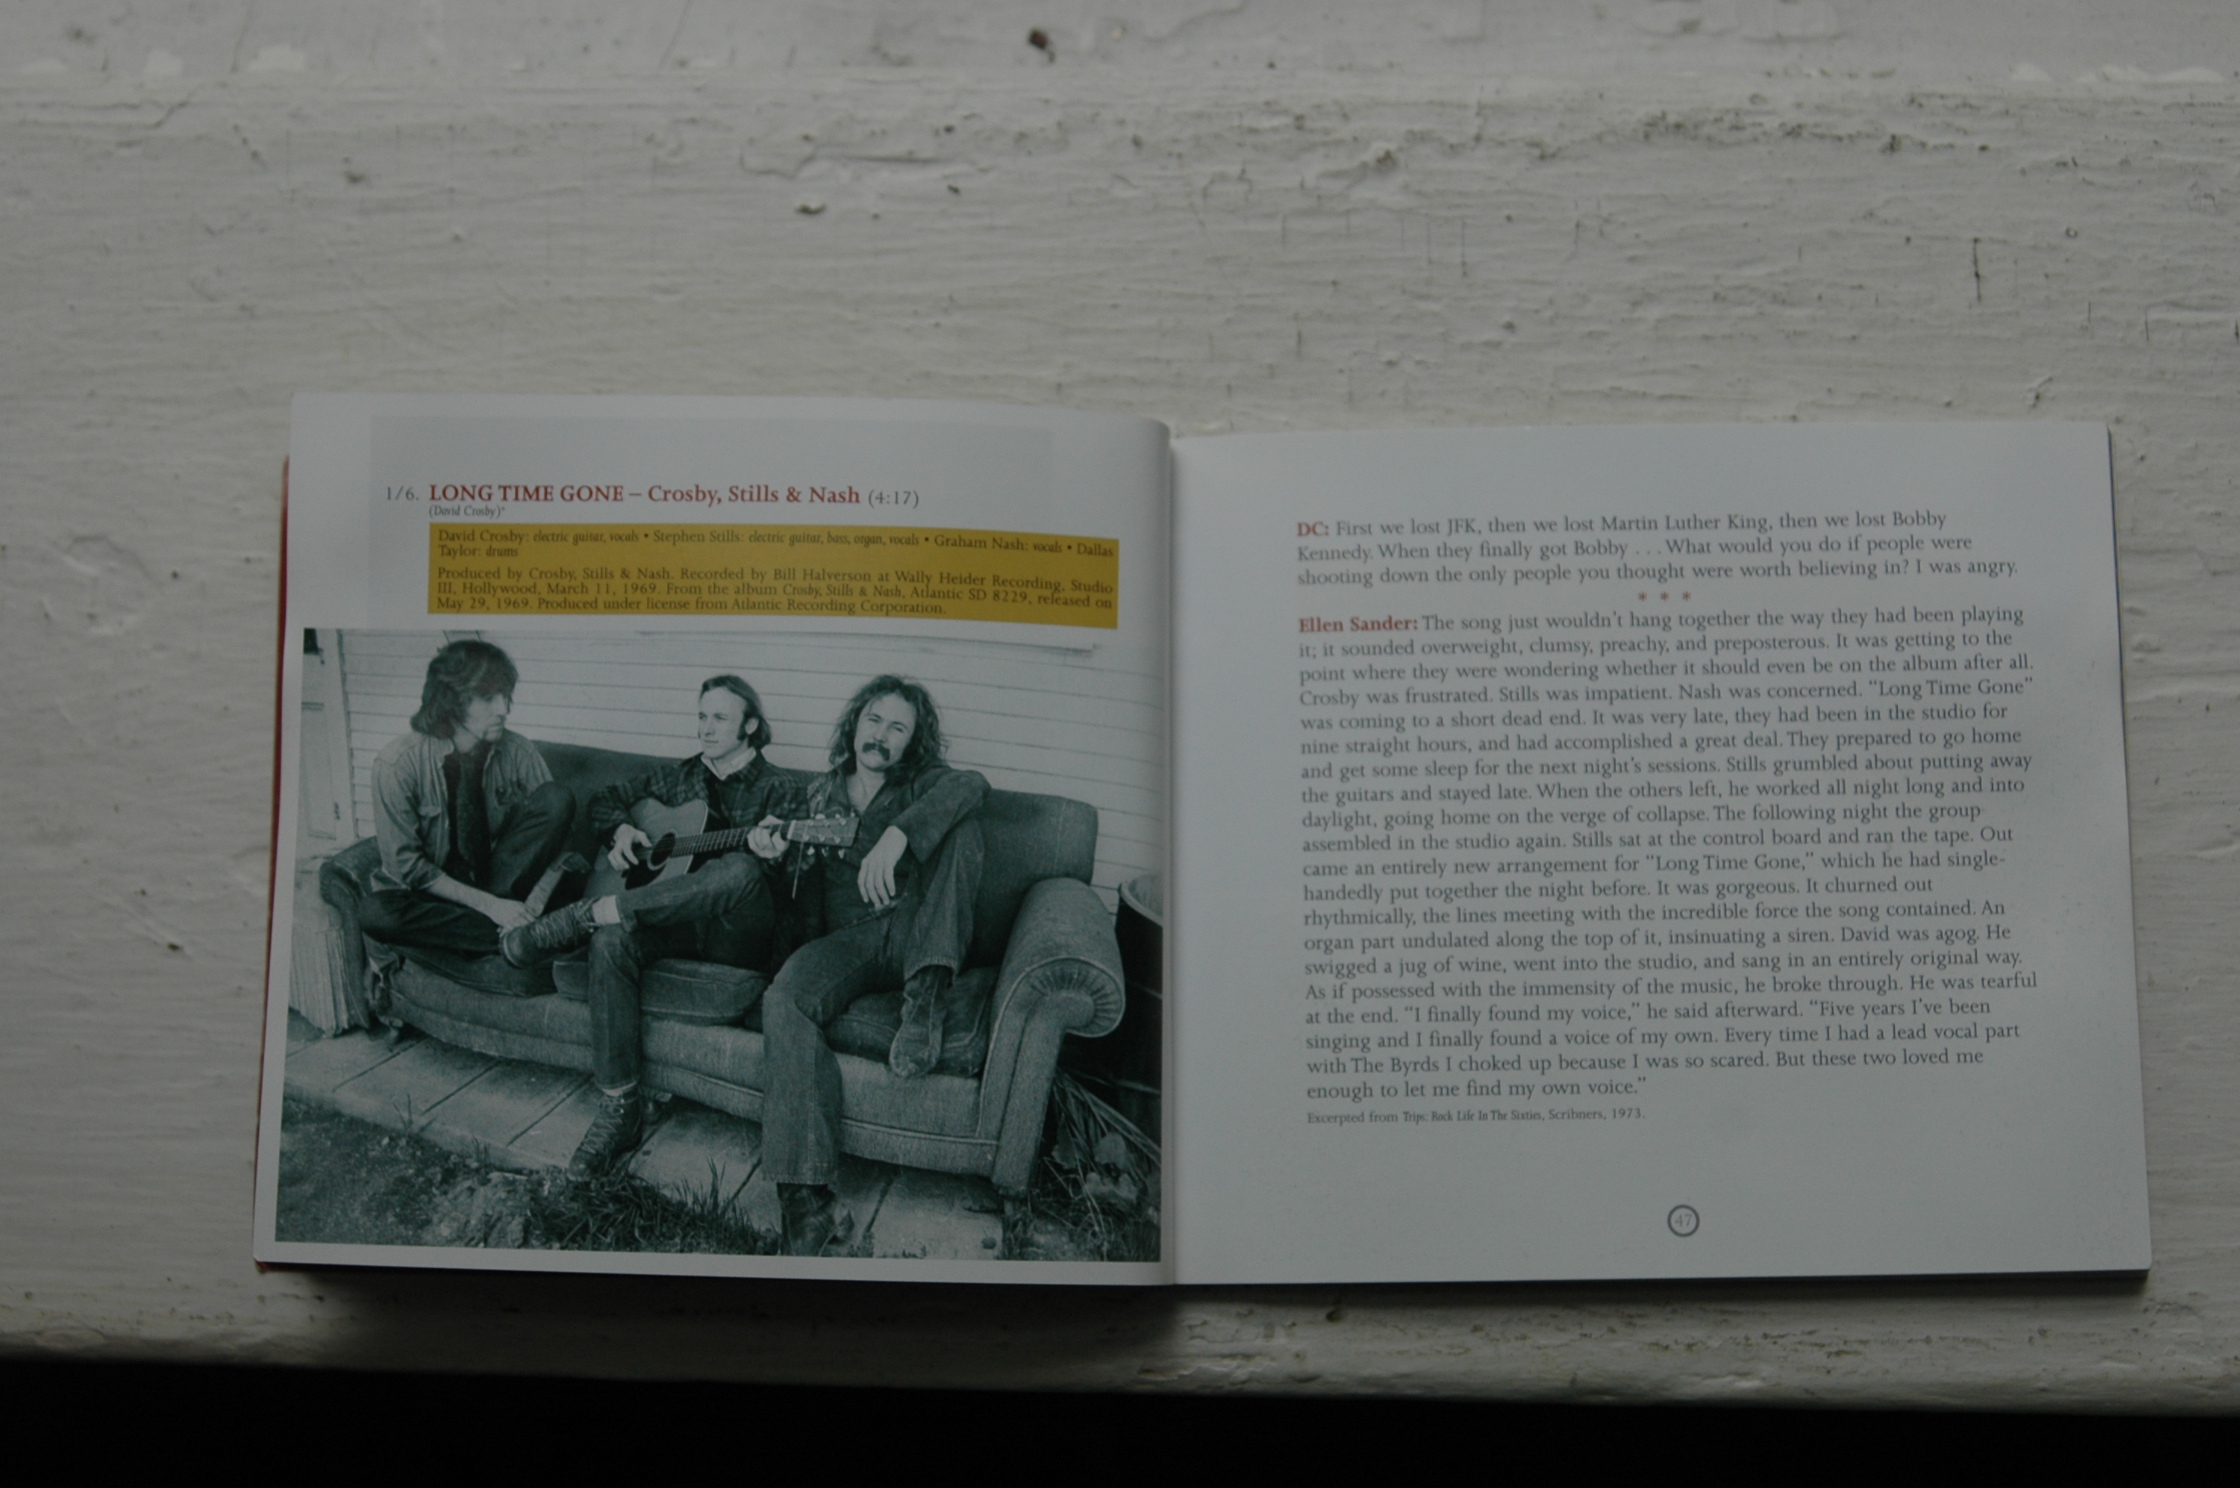 1/6. LONG TIME GONE – Crosby, Stills & Nash (4:17)
(David Crosby)*
David Crosby: electric guitar, vocals • Stephen Stills: electric guitar, bass, organ, vocals • Graham Nash: vocals • Dallas
Taylor: drums
Produced by Crosby, Stills & Nash. Recorded by Bill Halverson at Wally Heider Recording, Studio
III, Hollywood, March 11, 1969. From the album Crosby, Stills & Nash, Atlantic SD 8229, released on
May 29, 1969. Produced under license from Atlantic Recording Corporation.
DC: First we lost JFK, then we lost Martin Luther King, then we lost Bobby
Kennedy. When they finally got Bobby . . . What would you do if people were
shooting down the only people you thought were worth believing in? I was angry.
* * *
Ellen Sander: The song just wouldn't hang together the way they had been playing
it; it sounded overweight, clumsy, preachy, and preposterous. It was getting to the
point where they were wondering whether it should even be on the album after all.
Crosby was frustrated. Stills was impatient. Nash was concerned. "Long Time Gone"
was coming to a short dead end. It was very late, they had been in the studio for
nine straight hours, and had accomplished a great deal. They prepared to go home
and get some sleep for the next night's sessions. Stills grumbled about putting away
the guitars and stayed late. When the others left, he worked all night long and into
daylight, going home on the verge of collapse. The following night the group
assembled in the studio again. Stills sat at the control board and ran the tape. Out
came an entirely new arrangement for "Long Time Gone," which he had single-
handedly put together the night before. It was gorgeous. It churned out
rhythmically, the lines meeting with the incredible force the song contained. An
organ part undulated along the top of it, insinuating a siren. David was agog. He
swigged a jug of wine, went into the studio, and sang in an entirely original way.
As if possessed with the immensity of the music, he broke through. He was tearful
at the end. "I finally found my voice," he said afterward. "Five years I've been
singing and I finally found a voice of my own. Every time I had a lead vocal part
with The Byrds I choked up because I was so scared. But these two loved me
enough to let me find my own voice."
Excerpted from Trips: Rock Life In The Sixties, Scribners, 1973.
47